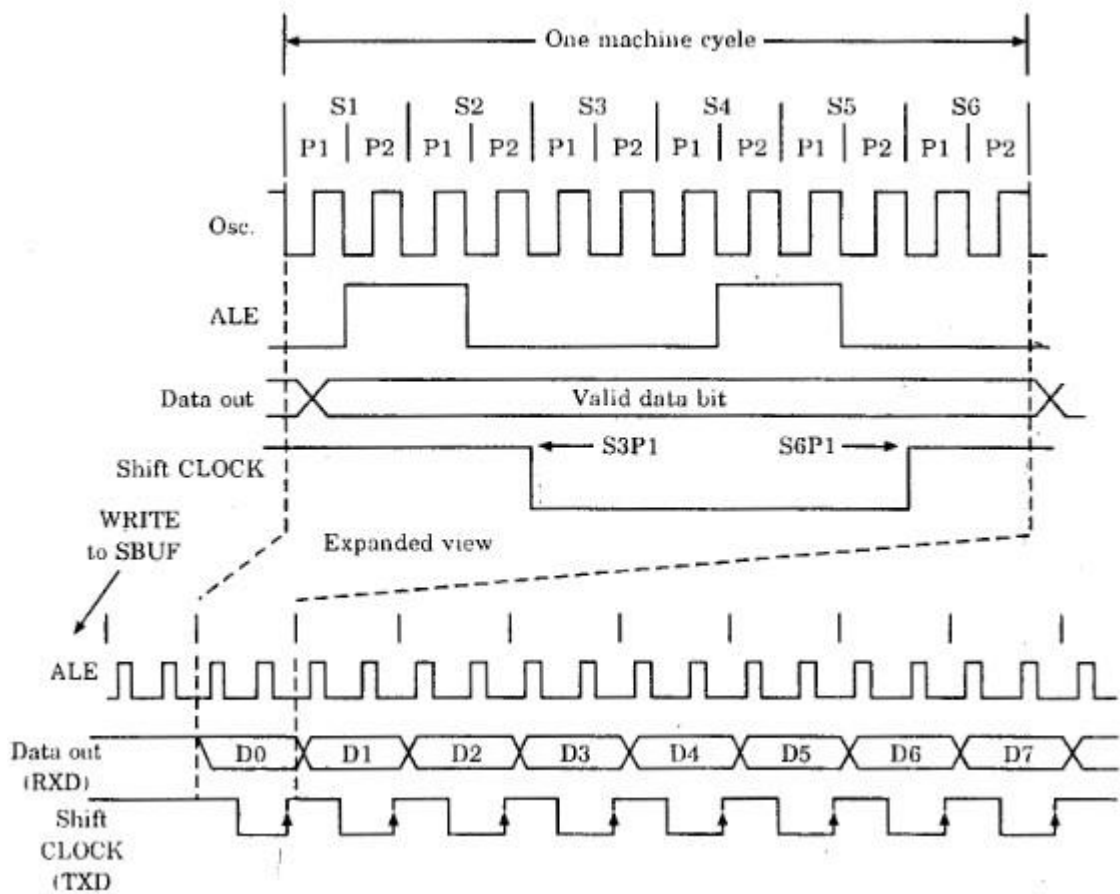 One machine cycle
S1 S2 S3 S4 S5 S6
P1 P2 P1 P2 P1 P2 P1 P2 P1 P2 P1 P2
Osc.
ALE
Data out
Valid data bit
Shift CLOCK
S3P1
S6P1
WRITE
to SBUF
Expanded view
ALE
Data out
(RXD)
D0 D1 D2 D3 D4 D5 D6 D7
Shift
CLOCK
(TXD